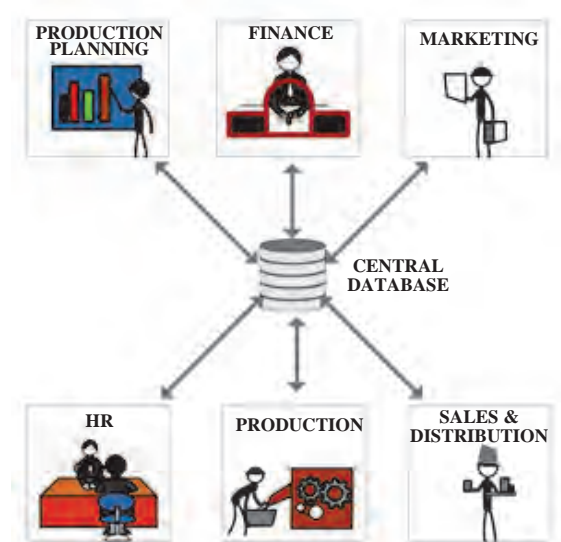 PRODUCTION
PLANNING
FINANCE
MARKETING
CENTRAL
DATABASE
HR
PRODUCTION
SALES &
DISTRIBUTION